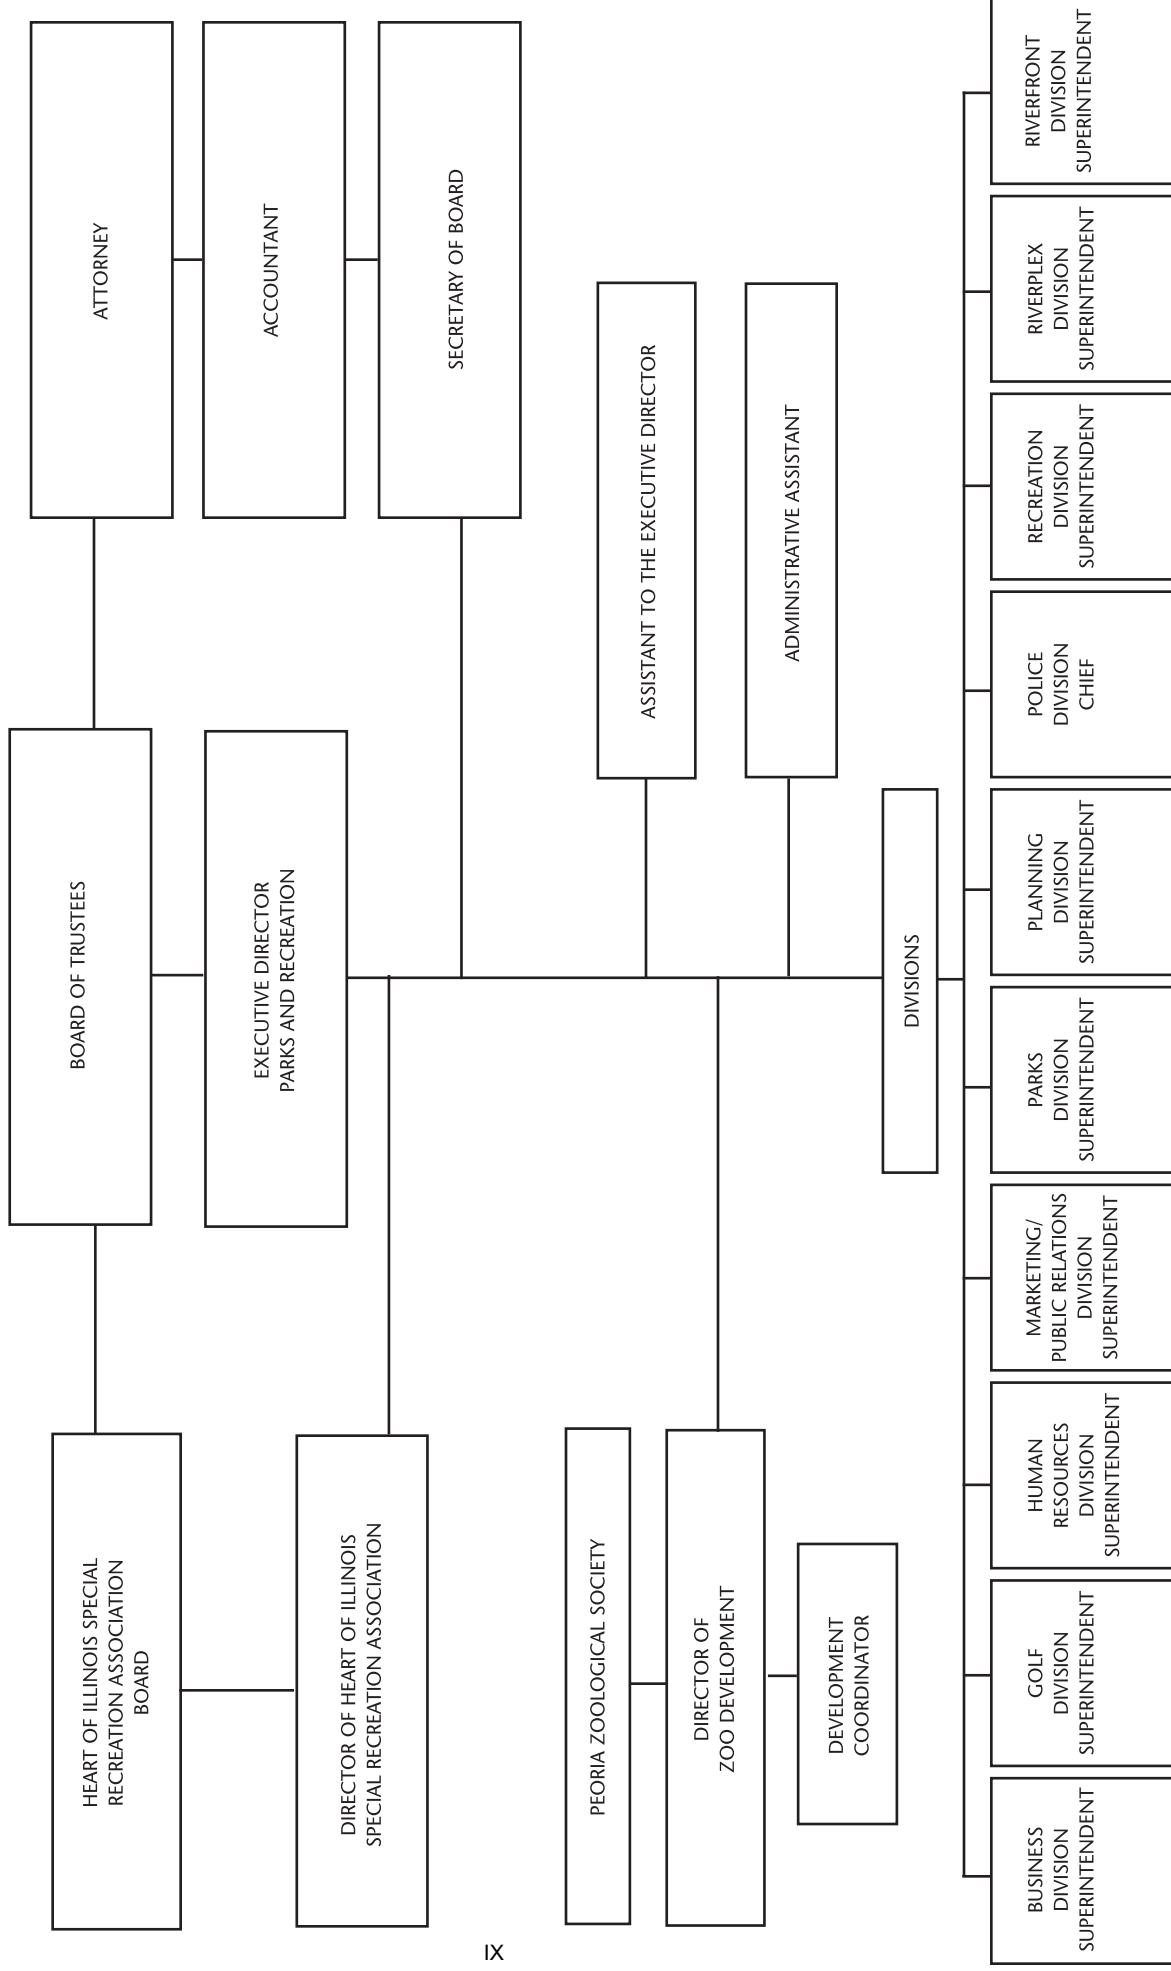 BOARD OF TRUSTEES
HEART OF ILLINOIS SPECIAL
RECREATION ASSOCIATION
BOARD
ATTORNEY
EXECUTIVE DIRECTOR
PARKS AND RECREATION
ACCOUNTANT
DIRECTOR OF HEART OF ILLINOIS
SPECIAL RECREATION ASSOCIATION
SECRETARY OF BOARD
PEORIA ZOOLOGICAL SOCIETY
ASSISTANT TO THE EXECUTIVE DIRECTOR
DIRECTOR OF
ZOO DEVELOPMENT
ADMINISTRATIVE ASSISTANT
DEVELOPMENT
COORDINATOR
DIVISIONS
BUSINESS
DIVISION
SUPERINTENDENT
GOLF
DIVISION
SUPERINTENDENT
HUMAN
RESOURCES
DIVISION
SUPERINTENDENT
MARKETING/
PUBLIC RELATIONS
DIVISION
SUPERINTENDENT
PARKS
DIVISION
SUPERINTENDENT
PLANNING
DIVISION
SUPERINTENDENT
POLICE
DIVISION
CHIEF
RECREATION
DIVISION
SUPERINTENDENT
RIVERPLEX
DIVISION
SUPERINTENDENT
RIVERFRONT
DIVISION
SUPERINTENDENT
IX